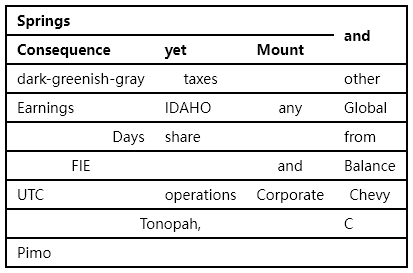 Springs and
Consequence yet Mount
dark-greenish-gray taxes other
Earnings IDAHO any Global
Days share from
FIE and Balance
UTC operations Corporate Chevy
Tonopah, C
Pimo